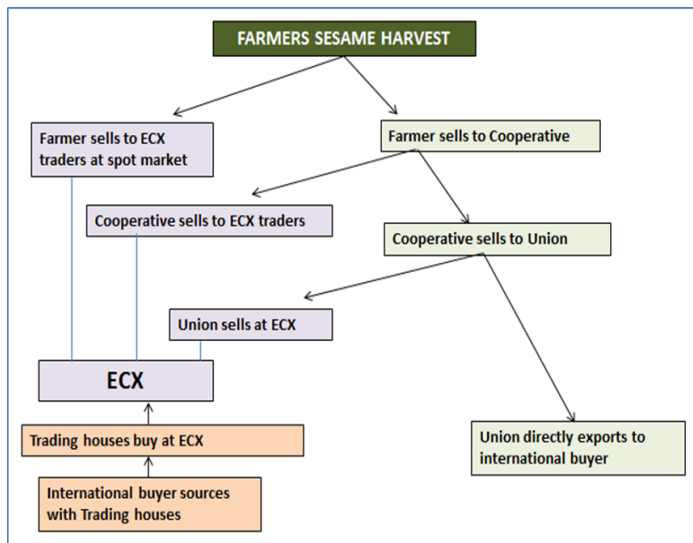 FARMERS SESAME HARVEST
Farmer sells to ECX
traders at spot market
Farmer sells to Cooperative
Cooperative sells to ECX traders
Cooperative sells to Union
Union sells at ECX
ECX
Trading houses buy at ECX
Union directly exports to
international buyer
International buyer sources
with Trading houses